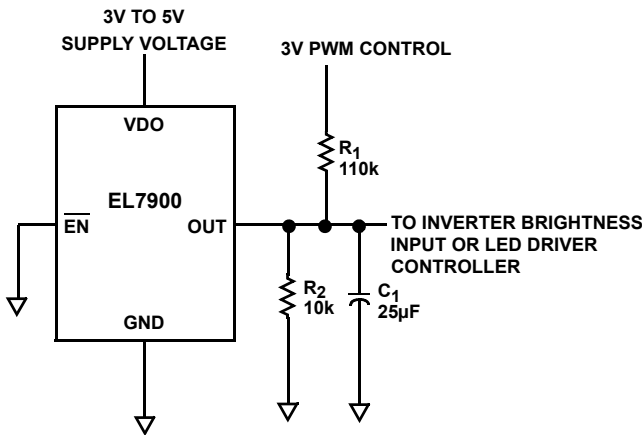 3V TO 5V
SUPPLY VOLTAGE
3V PWM CONTROL
VDO
R1
110k
EL7900
EN
OUT
TO INVERTER BRIGHTNESS
INPUT OR LED DRIVER
CONTROLLER
R2
10k
C1
25µF
GND